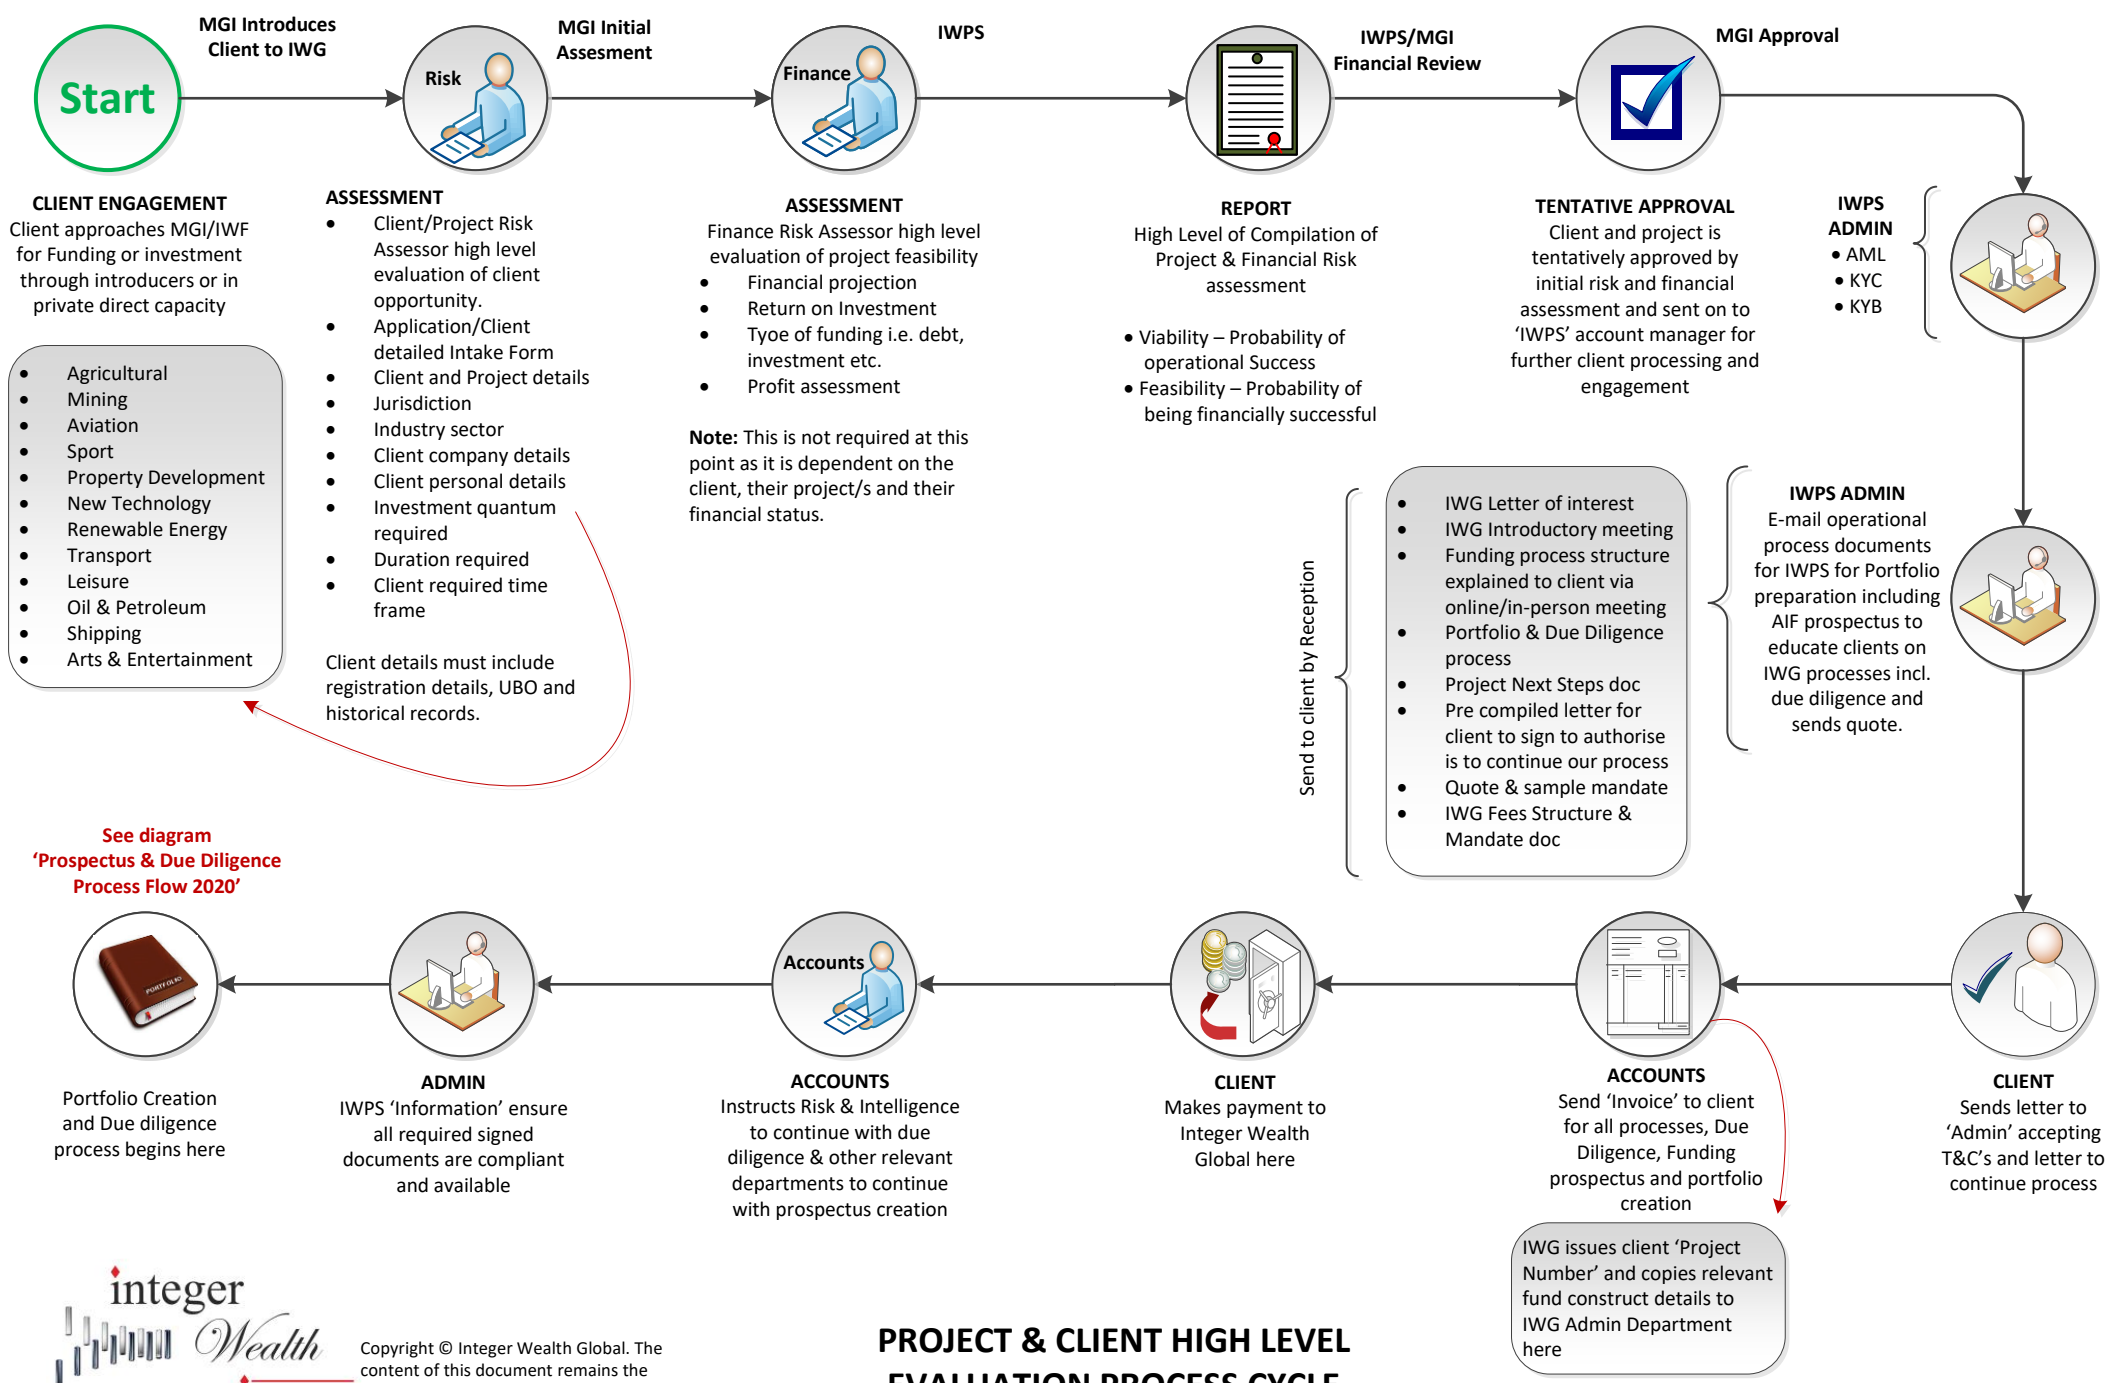 MGI Introduces
Client to IWG
MGI Initial
Assesment
IWPS
IWPS/MGI
Financial Review
MGI Approval
Start
Risk
Finance
CLIENT ENGAGEMENT
Client approaches MGI/IWF
for Funding or investment
through introducers or in
private direct capacity
• Agricultural
• Mining
• Aviation
• Sport
• Property Development
• New Technology
• Renewable Energy
• Transport
• Leisure
• Oil & Petroleum
• Shipping
• Arts & Entertainment
ASSESSMENT
• Client/Project Risk
Assessor high level
evaluation of client
opportunity.
• Application/Client
detailed Intake Form
• Client and Project details
• Jurisdiction
• Industry sector
• Client company details
• Client personal details
• Investment quantum
required
• Duration required
• Client required time
frame
Client details must include
registration details, UBO and
historical records.
ASSESSMENT
Finance Risk Assessor high level
evaluation of project feasibility
• Financial projection
• Return on Investment
• Tyoe of funding i.e. debt,
investment etc.
• Profit assessment
Note: This is not required at this
point as it is dependent on the
client, their project/s and their
financial status.
REPORT
High Level of Compilation of
Project & Financial Risk
assessment
• Viability – Probability of
operational Success
• Feasibility – Probability of
being financially successful
TENTATIVE APPROVAL
Client and project is
tentatively approved by
initial risk and financial
assessment and sent on to
‘IWPS’ account manager for
further client processing and
engagement
IWPS
ADMIN
• AML
• KYC
• KYB
Send to client by Reception
• IWG Letter of interest
• IWG Introductory meeting
• Funding process structure
explained to client via
online/in-person meeting
• Portfolio & Due Diligence
process
• Project Next Steps doc
• Pre compiled letter for
client to sign to authorise
is to continue our process
• Quote & sample mandate
• IWG Fees Structure &
Mandate doc
IWPS ADMIN
E-mail operational
process documents
for IWPS for Portfolio
preparation including
AIF prospectus to
educate clients on
IWG processes incl.
due diligence and
sends quote.
See diagram
‘Prospectus & Due Diligence
Process Flow 2020’
PORTFOLIO
Portfolio Creation
and Due diligence
process begins here
ADMIN
IWPS ‘Information’ ensure
all required signed
documents are compliant
and available
Accounts
ACCOUNTS
Instructs Risk & Intelligence
to continue with due
diligence & other relevant
departments to continue
with prospectus creation
CLIENT
Makes payment to
Integer Wealth
Global here
ACCOUNTS
Send ‘Invoice’ to client
for all processes, Due
Diligence, Funding
prospectus and portfolio
creation
IWG issues client ‘Project
Number’ and copies relevant
fund construct details to
IWG Admin Department
here
CLIENT
Sends letter to
‘Admin’ accepting
T&C’s and letter to
continue process
integer
Wealth
Copyright © Integer Wealth Global. The
content of this document remains the
PROJECT & CLIENT HIGH LEVEL
EVALUATION PROCESS CYCLE